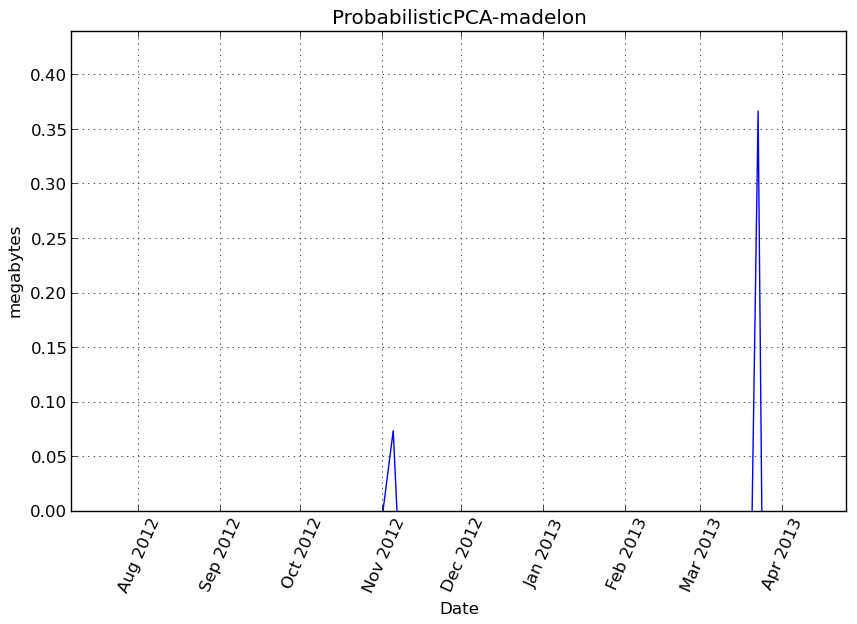 ProbabilisticPCA-madelon
0.40
0.35
0.30
0.25
0.20
0.15
0.10
0.05
0.00
megabytes
Aug 2012
Sep 2012
Oct 2012
Nov 2012
Dec 2012
Jan 2013
Feb 2013
Mar 2013
Apr 2013
Date